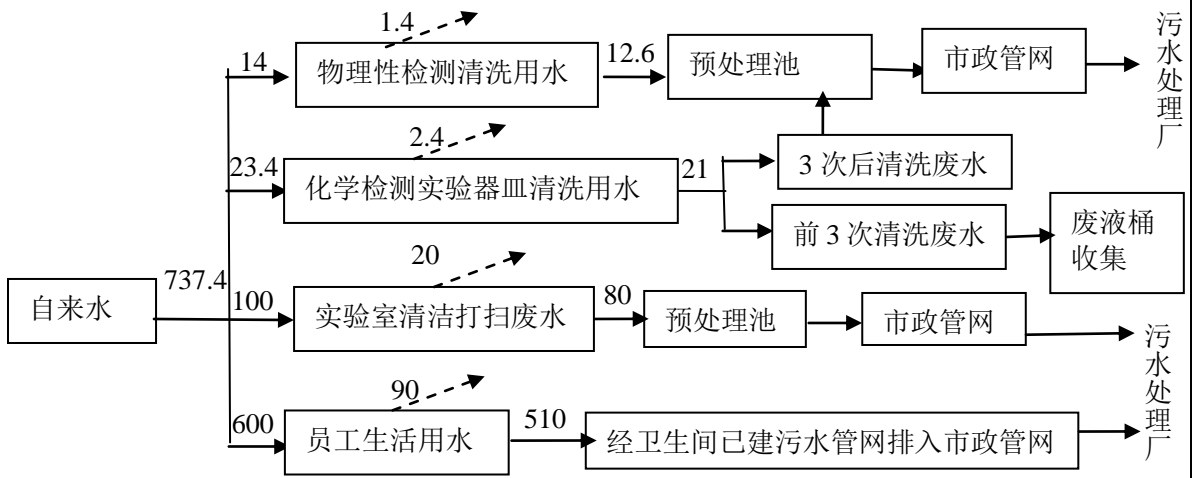 1.4
14
物理性检测清洗用水
12.6
预处理池
市政管网
污水处理厂
2.4
23.4
化学检测实验器皿清洗用水
21
3次后清洗废水
前3次清洗废水
废液桶
收集
自来水
737.4
20
100
实验室清洁打扫废水
80
预处理池
市政管网
污水处理厂
90
600
员工生活用水
510
经卫生间已建污水管网排入市政管网